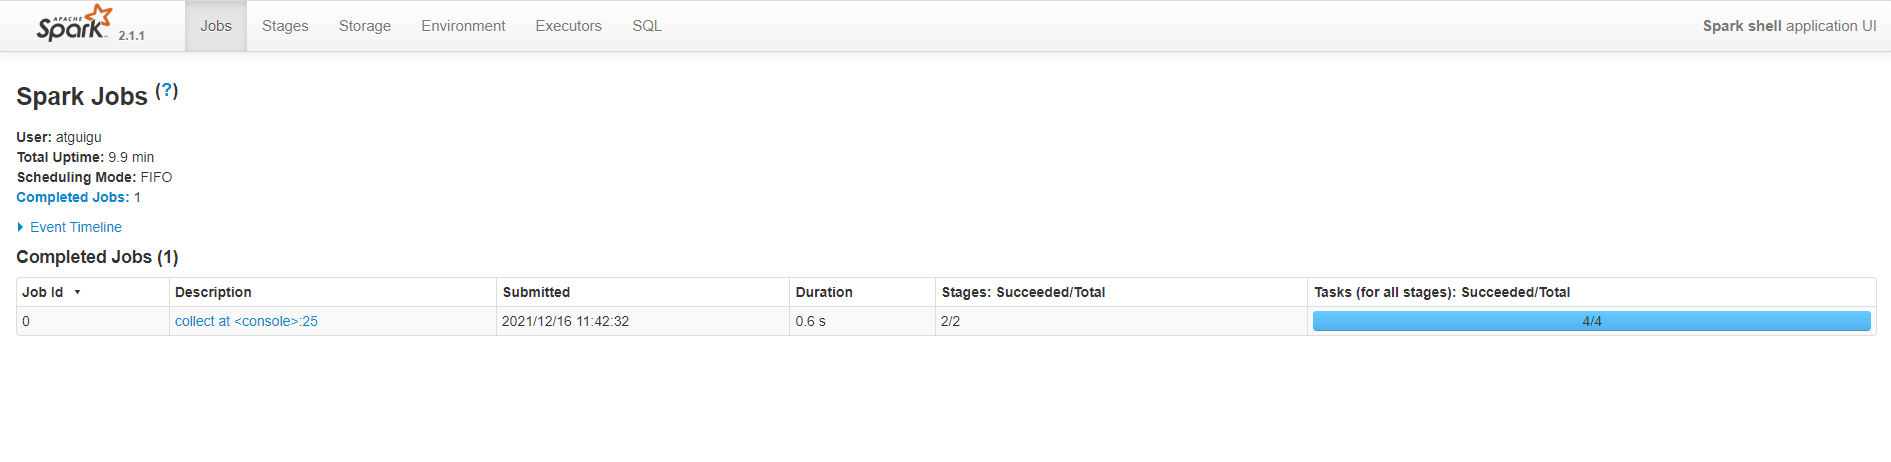 APACHE Spark 2.1.1 Jobs Stages Storage Environment Executors SQL Spark shell application UI
Spark Jobs (?)
User: atguigu
Total Uptime: 9.9 min
Scheduling Mode: FIFO
Completed Jobs: 1
Event Timeline
Completed Jobs (1)
Job Id ▾ Description Submitted Duration Stages: Succeeded/Total Tasks (for all stages): Succeeded/Total
0 collect at <console>:25 2021/12/16 11:42:32 0.6 s 2/2 4/4